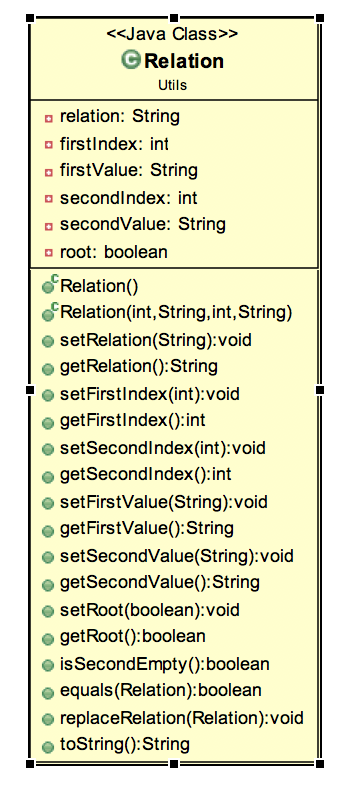 <<Java Class>>
C Relation
Utils
relation: String
firstIndex: int
firstValue: String
secondIndex: int
secondValue: String
root: boolean
C Relation()
C Relation(int,String,int,String)
setRelation(String):void
getRelation():String
setFirstIndex(int):void
getFirstIndex():int
setSecondIndex(int):void
getSecondIndex():int
setFirstValue(String):void
getFirstValue():String
setSecondValue(String):void
getSecondValue():String
setRoot(boolean):void
getRoot():boolean
isSecondEmpty():boolean
equals(Relation):boolean
replaceRelation(Relation):void
toString():String